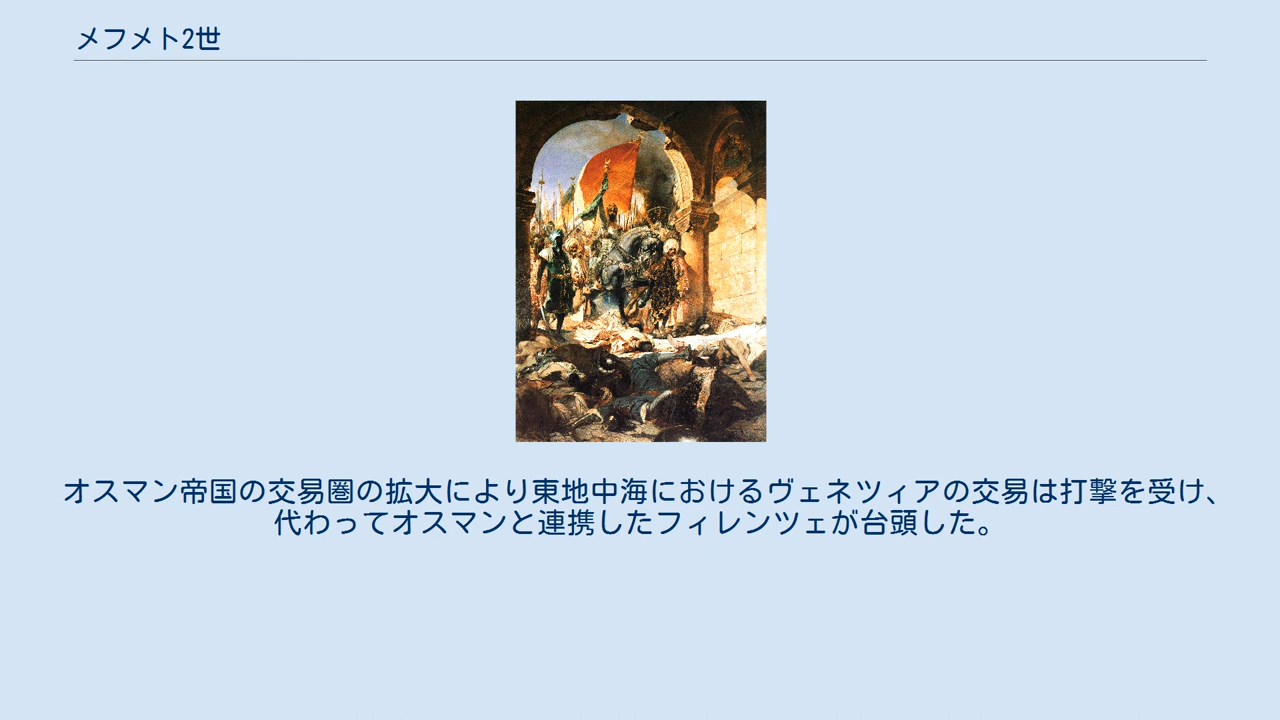 メフメト2世
オスマン帝国の交易圏の拡大により東地中海におけるヴェネツィアの交易は打撃を受け、
代わってオスマンと連携したフィレンツェが台頭した。